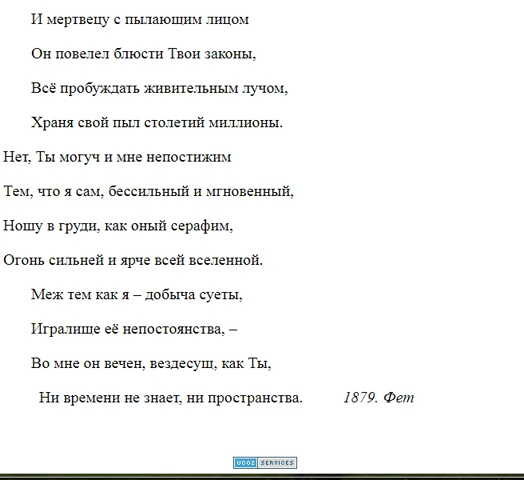 И мертвецу с пылающим лицом
Он повелел блюсти Твои законы,
Всё пробуждать живительным лучом,
Храня свой пыл столетий миллионы.
Нет, Ты могуч и мне непостижим
Тем, что я сам, бессильный и мгновенный,
Ношу в груди, как оный серафим,
Огонь сильней и ярче всей вселенной.
Меж тем как я – добыча суеты,
Игралише её непостоянства, –
Во мне он вечен, вездесущ, как Ты,
Ни времени не знает, ни пространства. 1879. Фет
UCOZ SERVICES